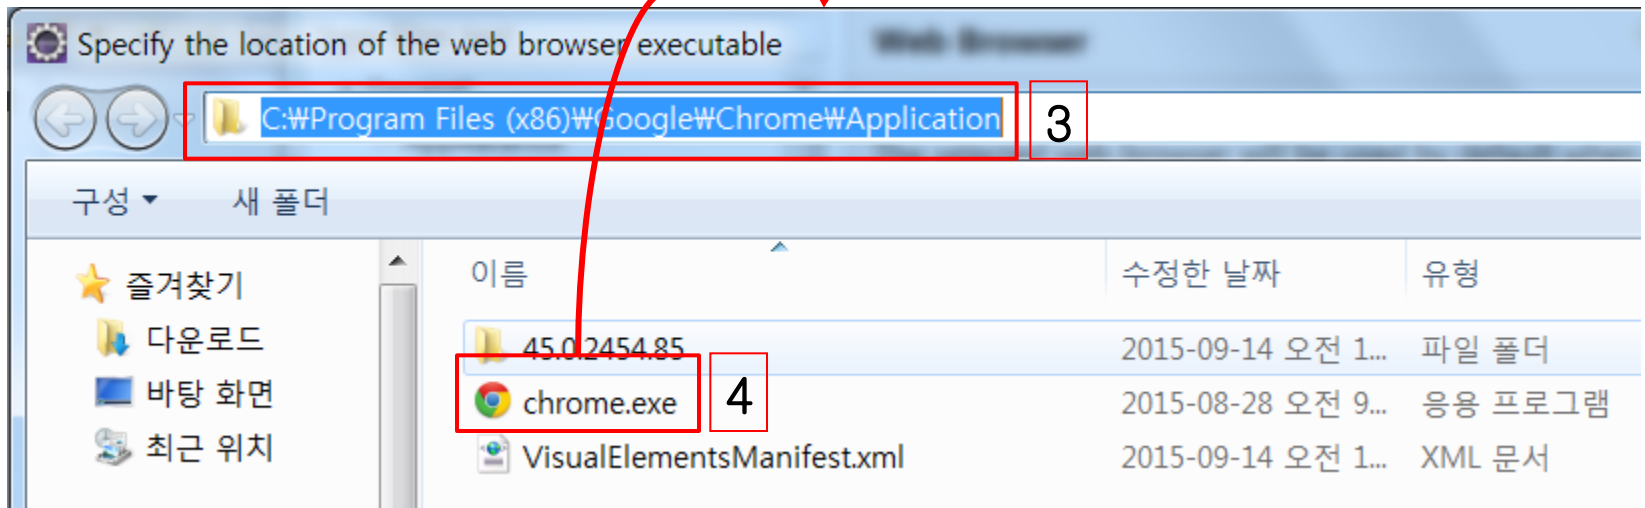 Specify the location of the web browser executable
Web Browser
C:₩Program Files (x86)₩Google₩Chrome₩Application
3
구성
새 폴더
즐겨찾기
다운로드
바탕 화면
최근 위치
이름
수정한 날짜
유형
45.0.2454.85
2015-09-14 오전 1...
파일 폴더
chrome.exe
4
2015-08-28 오전 9...
응용 프로그램
VisualElementsManifest.xml
2015-09-14 오전 1...
XML 문서